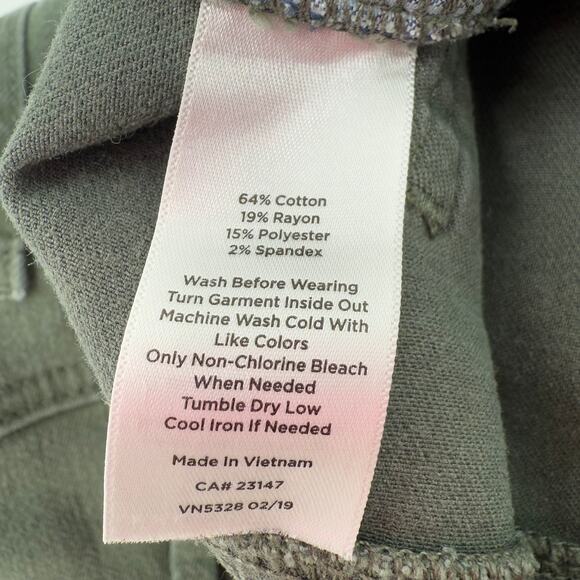 64% Cotton
19% Rayon
15% Polyester
2% Spandex
Wash Before Wearing
Turn Garment Inside Out
Machine Wash Cold With
Like Colors
Only Non-Chlorine Bleach
When Needed
Tumble Dry Low
Cool Iron If Needed
Made In Vietnam
CA# 23147
VN5328 02/19